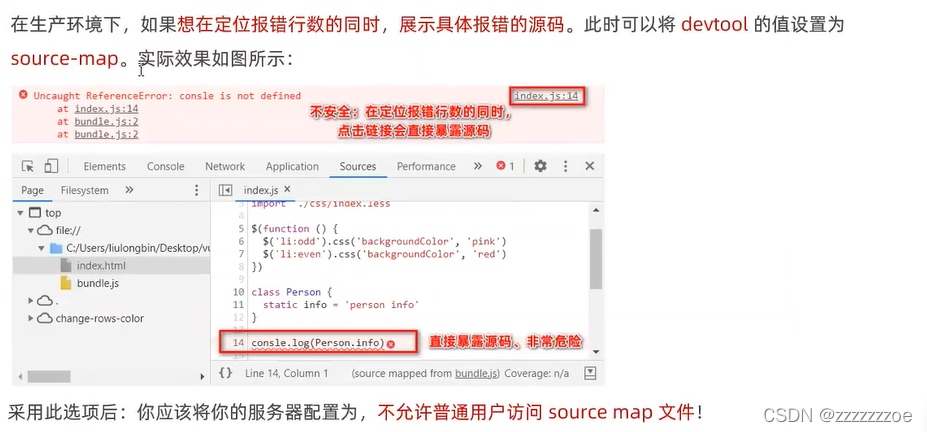 在生产环境下，如果想在定位报错行数的同时，展示具体报错的源码。此时可以将 devtool 的值设置为
source-map。实际效果如图所示：
Uncaught ReferenceError: consle is not defined
index.js:14
at index.js:14
at bundle.js:2
at bundle.js:2
不安全：在定位报错行数的同时，
点击链接会直接暴露源码
Elements Console Network Application Sources Performance » 1
Page Filesystem » index.js ×
top
file://
C:/Users/liulongbin/Desktop/vu
index.html
bundle.js
.
change-rows-color
3 import './css/index.less'
4
5 $(function () {
6 $('li:odd').css('backgroundColor', 'pink')
7 $('li:even').css('backgroundColor', 'red')
8 })
9
10 class Person {
11 static info = 'person info'
12 }
13
14 consle.log(Person.info)
直接暴露源码、非常危险
{} Line 14, Column 1 (source mapped from bundle.js) Coverage: n/a
采用此选项后：你应该将你的服务器配置为，不允许普通用户访问 source map 文件！
CSDN @zzzzzzzoe